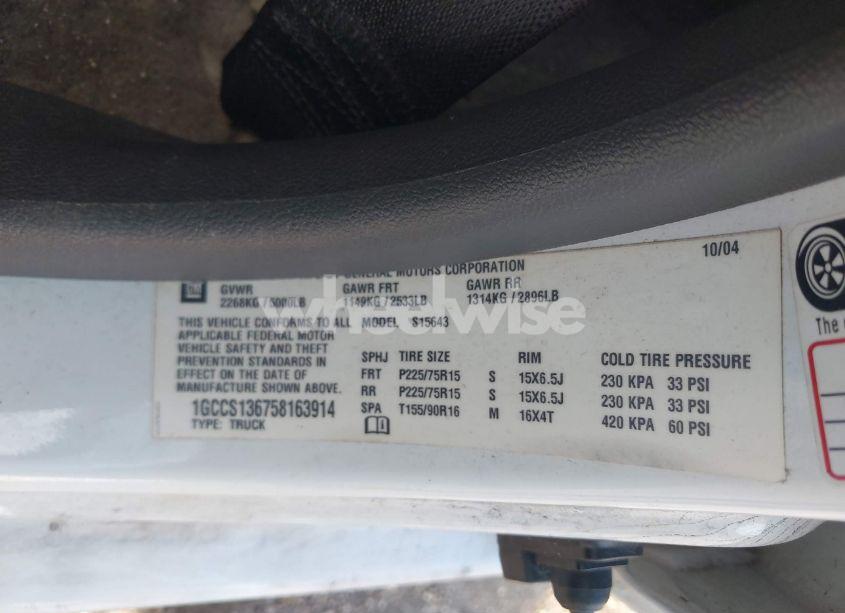 10/04
GENERAL MOTORS CORPORATION
GM
GVWR GAWR FRT GAWR RR
2268KG / 5000LB 1149KG / 2533LB 1314KG / 2896LB
wheelwise
THIS VEHICLE CONFORMS TO ALL MODEL S15643
APPLICABLE FEDERAL MOTOR
VEHICLE SAFETY AND THEFT
PREVENTION STANDARDS IN
EFFECT ON THE DATE OF
MANUFACTURE SHOWN ABOVE.
1GCCS136758163914
TYPE: TRUCK
SPHJ TIRE SIZE RIM COLD TIRE PRESSURE
FRT P225/75R15 S 15X6.5J 230 KPA 33 PSI
RR P225/75R15 S 15X6.5J 230 KPA 33 PSI
SPA T155/90R16 M 16X4T 420 KPA 60 PSI
The